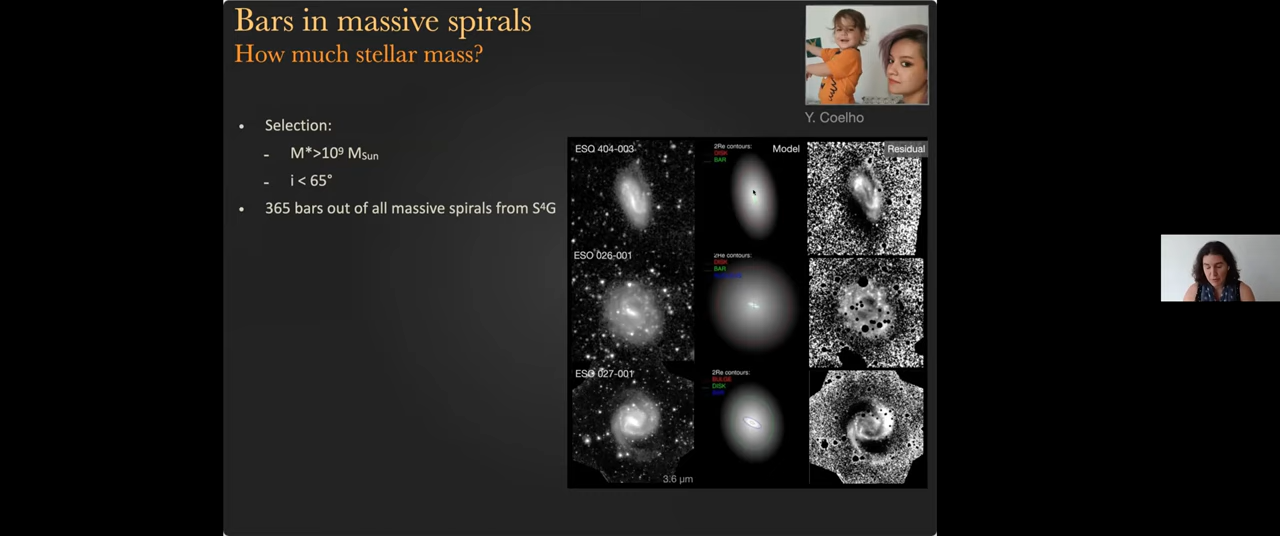 Bars in massive spirals
How much stellar mass?
Y. Coelho
• Selection:
- M*>10⁹ M_Sun
- i < 65°
• 365 bars out of all massive spirals from S⁴G
ESO 404-003
2Re contours:
DISK
BAR
Model
Residual
ESO 026-001
2Re contours:
DISK
BAR
ESO 027-001
2Re contours:
BULGE
DISK
BAR
3.6 μm